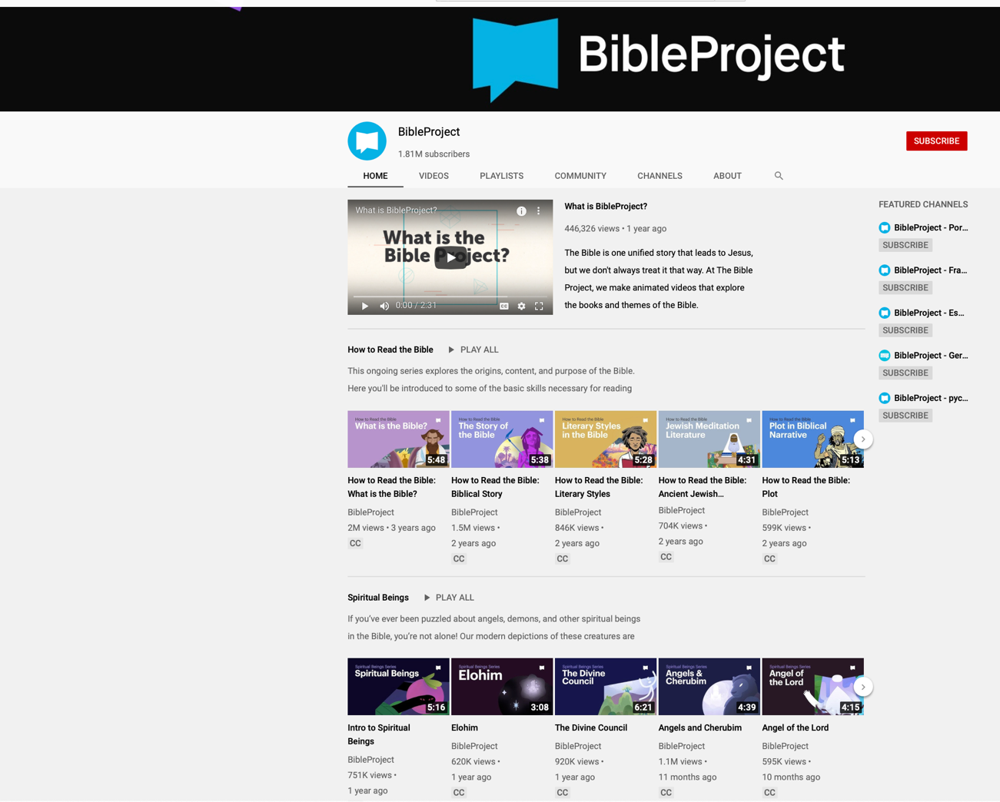 BibleProject
BibleProject
1.81M subscribers
SUBSCRIBE
HOME VIDEOS PLAYLISTS COMMUNITY CHANNELS ABOUT
What is BibleProject?
What is the
Bible Project?
0:00 / 2:31
What is BibleProject?
446,326 views • 1 year ago
The Bible is one unified story that leads to Jesus,
but we don't always treat it that way. At The Bible
Project, we make animated videos that explore
the books and themes of the Bible.
FEATURED CHANNELS
BibleProject - Por...
SUBSCRIBE
BibleProject - Fra...
SUBSCRIBE
BibleProject - Es...
SUBSCRIBE
BibleProject - Ger...
SUBSCRIBE
BibleProject - рус...
SUBSCRIBE
How to Read the Bible PLAY ALL
This ongoing series explores the origins, content, and purpose of the Bible.
Here you'll be introduced to some of the basic skills necessary for reading
How to Read the Bible
What is the Bible?
5:48
How to Read the Bible:
What is the Bible?
BibleProject
2M views • 3 years ago
CC
How to Read the Bible
The Story of
the Bible
5:38
How to Read the Bible:
Biblical Story
BibleProject
1.5M views •
2 years ago
CC
How to Read the Bible
Literary Styles
in the Bible
5:28
How to Read the Bible:
Literary Styles
BibleProject
846K views •
2 years ago
CC
How to Read the Bible
Jewish Meditation
Literature
4:31
How to Read the Bible:
Ancient Jewish...
BibleProject
704K views •
2 years ago
CC
How to Read the Bible
Plot in Biblical
Narrative
5:13
How to Read the Bible:
Plot
BibleProject
599K views •
2 years ago
CC
Spiritual Beings PLAY ALL
If you've ever been puzzled about angels, demons, and other spiritual beings
in the Bible, you're not alone! Our modern depictions of these creatures are
Spiritual Beings Series
Spiritual Beings
5:16
Intro to Spiritual
Beings
BibleProject
751K views •
1 year ago
Spiritual Beings Series
Elohim
3:08
Elohim
BibleProject
620K views •
1 year ago
CC
Spiritual Beings Series
The Divine
Council
6:21
The Divine Council
BibleProject
920K views •
1 year ago
CC
Spiritual Beings Series
Angels &
Cherubim
4:39
Angels and Cherubim
BibleProject
1.1M views •
11 months ago
CC
Spiritual Beings Series
Angel of
the Lord
4:15
Angel of the Lord
BibleProject
595K views •
10 months ago
CC